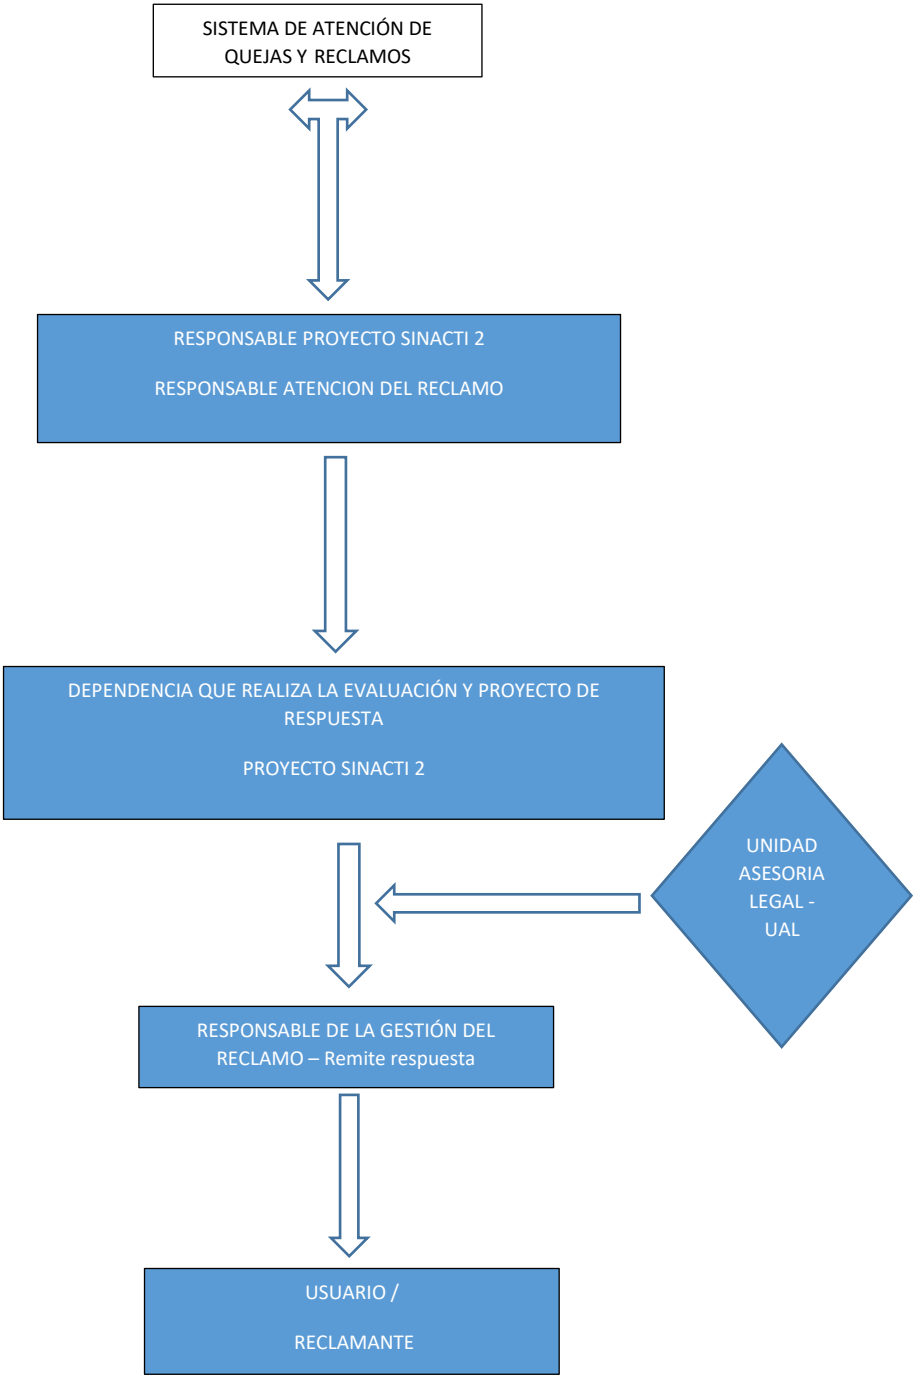 SISTEMA DE ATENCIÓN DE
QUEJAS Y RECLAMOS
RESPONSABLE PROYECTO SINACTI 2
RESPONSABLE ATENCION DEL RECLAMO
DEPENDENCIA QUE REALIZA LA EVALUACIÓN Y PROYECTO DE
RESPUESTA
PROYECTO SINACTI 2
UNIDAD
ASESORIA
LEGAL -
UAL
RESPONSABLE DE LA GESTIÓN DEL
RECLAMO – Remite respuesta
USUARIO /
RECLAMANTE